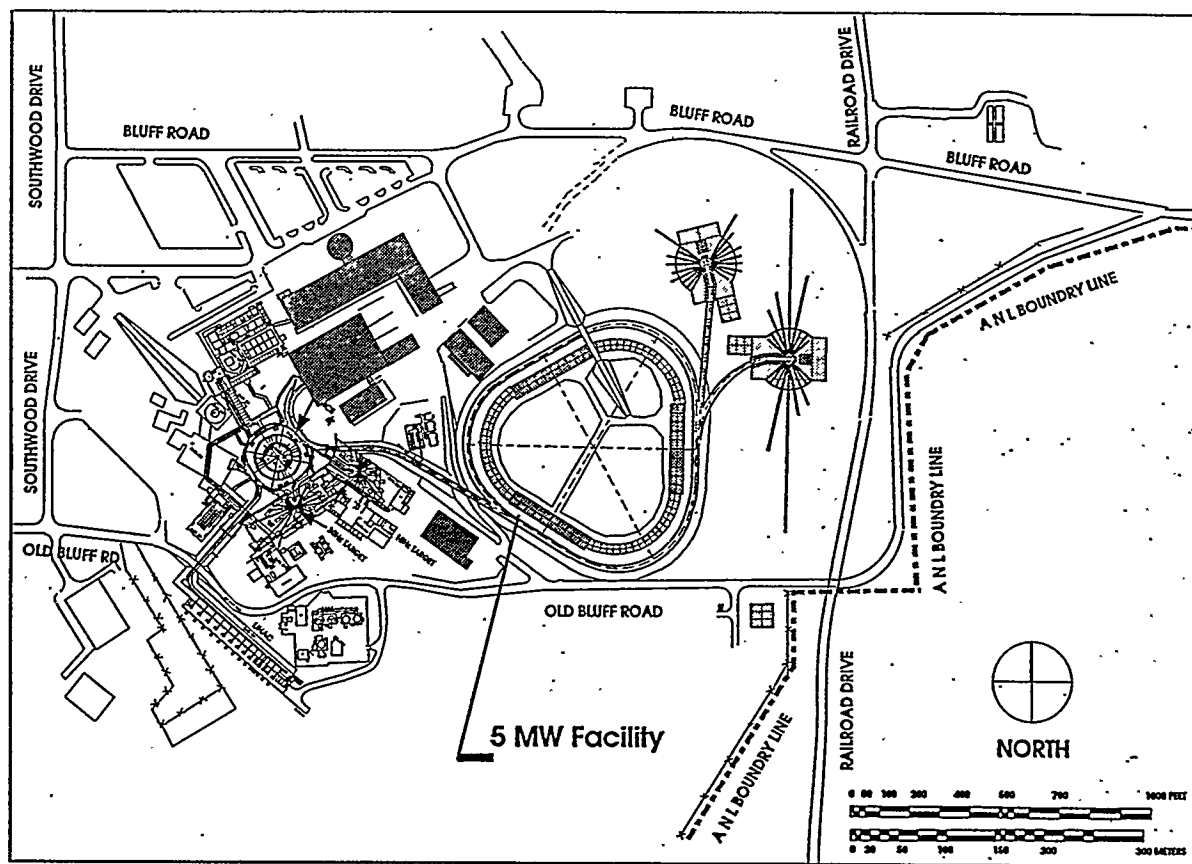 SOUTHWOOD DRIVE
BLUFF ROAD
BLUFF ROAD
RAILROAD DRIVE
BLUFF ROAD
A N L BOUNDRY LINE
SOUTHWOOD DRIVE
A N L BOUNDRY LINE
OLD BLUFF RD
OLD BLUFF ROAD
LINAC
5 MW Facility
A N L BOUNDRY LINE
RAILROAD DRIVE
NORTH